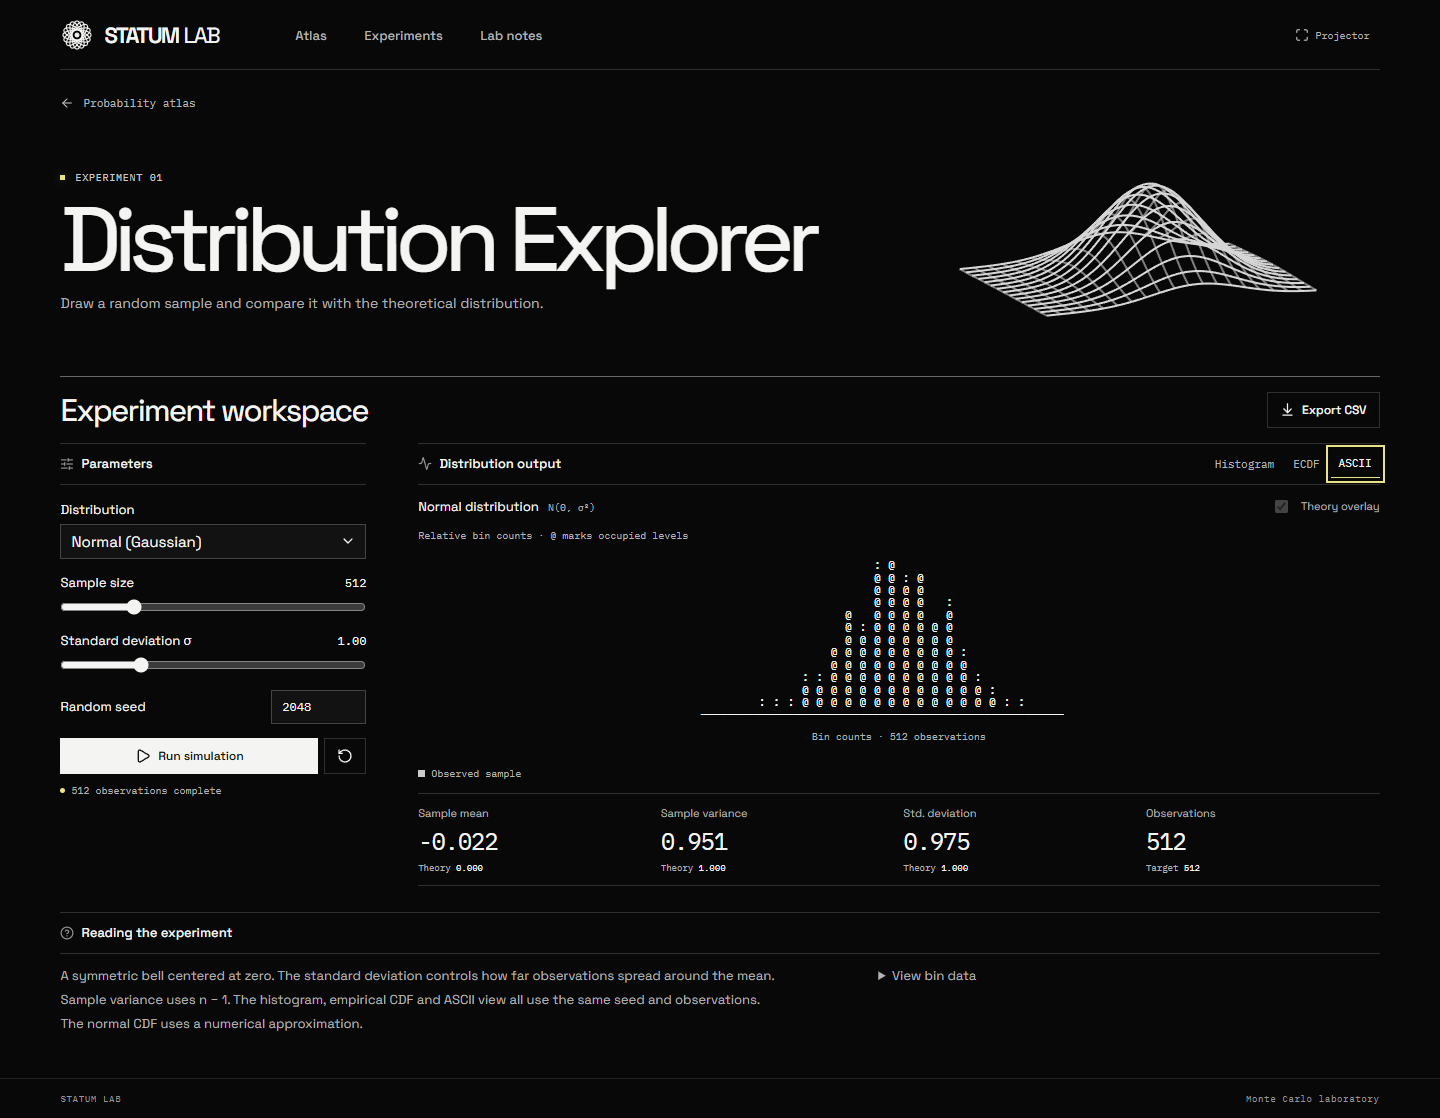 STATUM LAB
Atlas
Experiments
Lab notes
Projector
Probability atlas
EXPERIMENT 01
Distribution Explorer
Draw a random sample and compare it with the theoretical distribution.
Experiment workspace
Export CSV
Parameters
Distribution
Normal (Gaussian)
Sample size 512
Standard deviation σ 1.00
Random seed 2048
Run simulation
512 observations complete
Distribution output
Histogram ECDF ASCII
Normal distribution N(0, σ²)
Theory overlay
Relative bin counts · @ marks occupied levels
: @
@ @ : @
@ @ @ @
@ @ @ @ :
@ @ @ @ @ @
@ : @ @ @ @ @ @
@ @ @ @ @ @ @ @
@ @ @ @ @ @ @ @ @ :
@ @ @ @ @ @ @ @ @ @
: : @ @ @ @ @ @ @ @ @ @ :
@ @ @ @ @ @ @ @ @ @ @ @ @ :
: : : @ @ @ @ @ @ @ @ @ @ @ @ @ @ : :
Bin counts · 512 observations
Observed sample
Sample mean
-0.022
Theory 0.000
Sample variance
0.951
Theory 1.000
Std. deviation
0.975
Theory 1.000
Observations
512
Target 512
Reading the experiment
A symmetric bell centered at zero. The standard deviation controls how far observations spread around the mean.
Sample variance uses n − 1. The histogram, empirical CDF and ASCII view all use the same seed and observations.
The normal CDF uses a numerical approximation.
View bin data
STATUM LAB
Monte Carlo laboratory